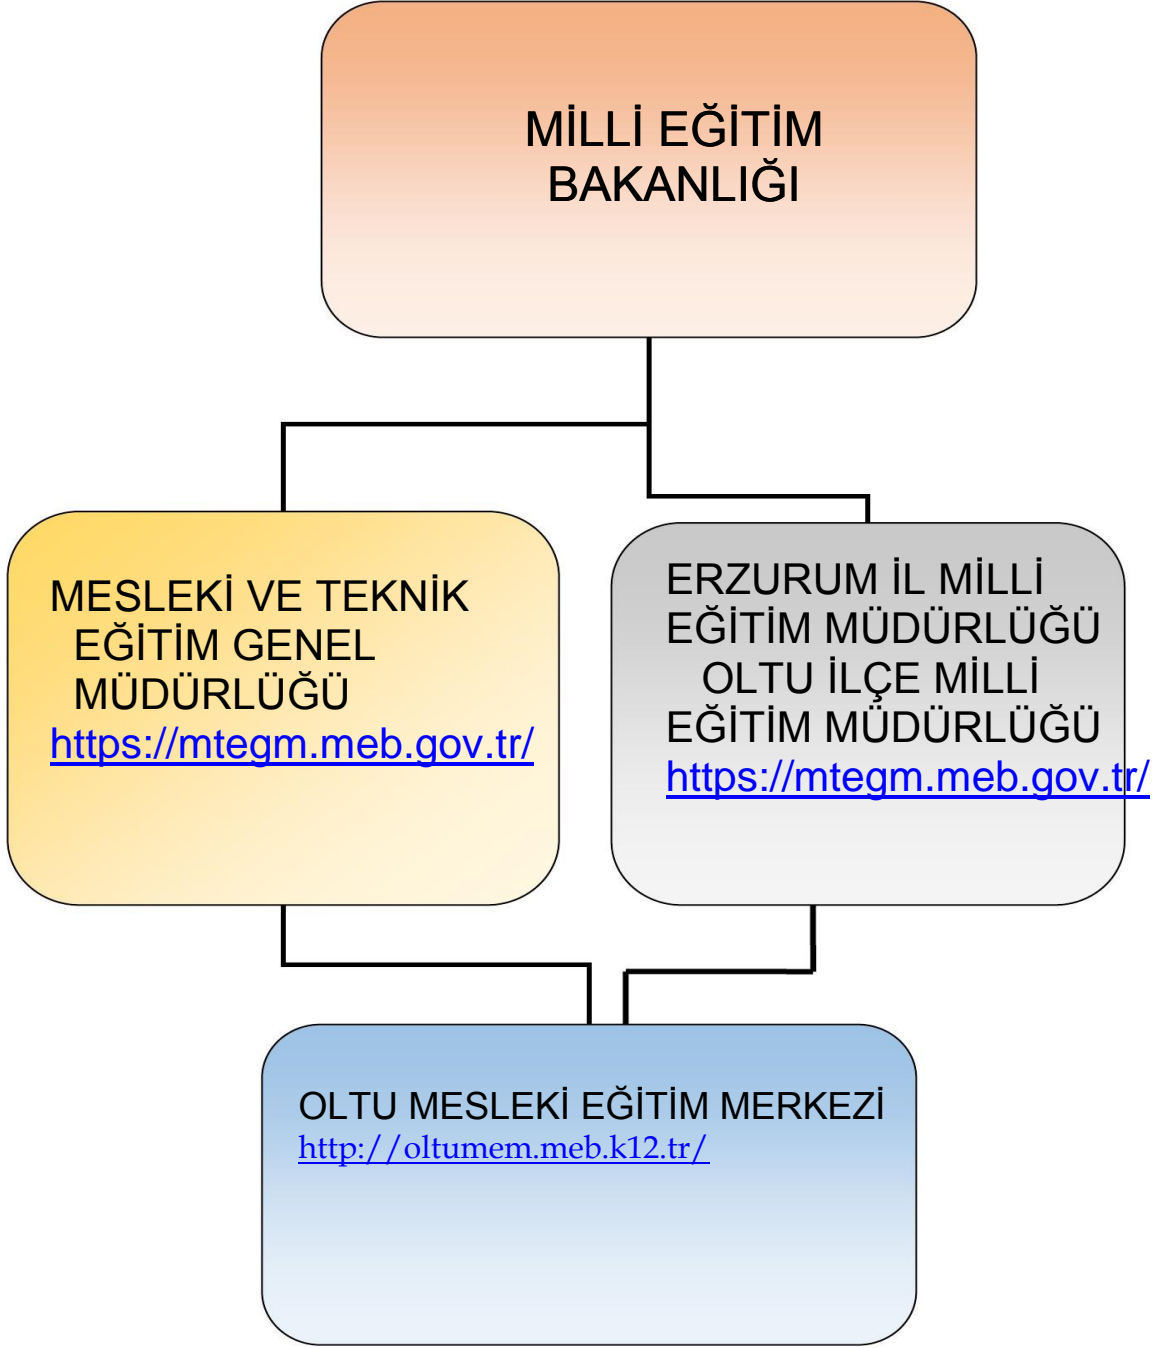 MİLLİ EĞİTİM
BAKANLIĞI
MESLEKİ VE TEKNİK
EĞİTİM GENEL
MÜDÜRLÜĞÜ
https://mtegm.meb.gov.tr/
ERZURUM İL MİLLİ
EĞİTİM MÜDÜRLÜĞÜ
OLTU İLÇE MİLLİ
EĞİTİM MÜDÜRLÜĞÜ
https://mtegm.meb.gov.tr/
OLTU MESLEKİ EĞİTİM MERKEZİ
http://oltumem.meb.k12.tr/